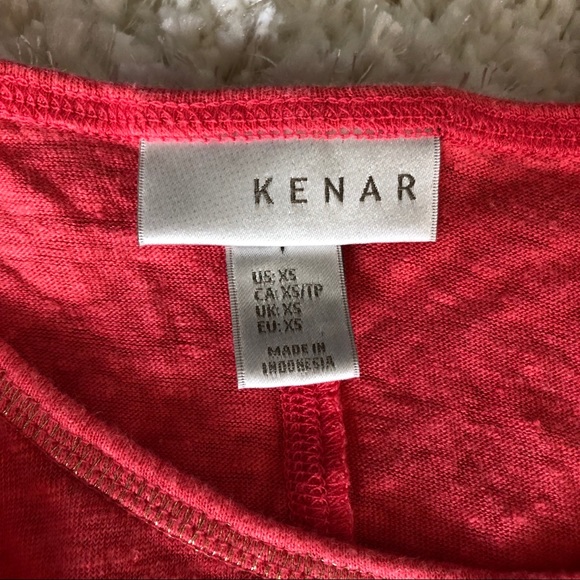 KENAR
US: XS
CA: XS/TP
UK: XS
EU: XS
MADE IN
INDONESIA